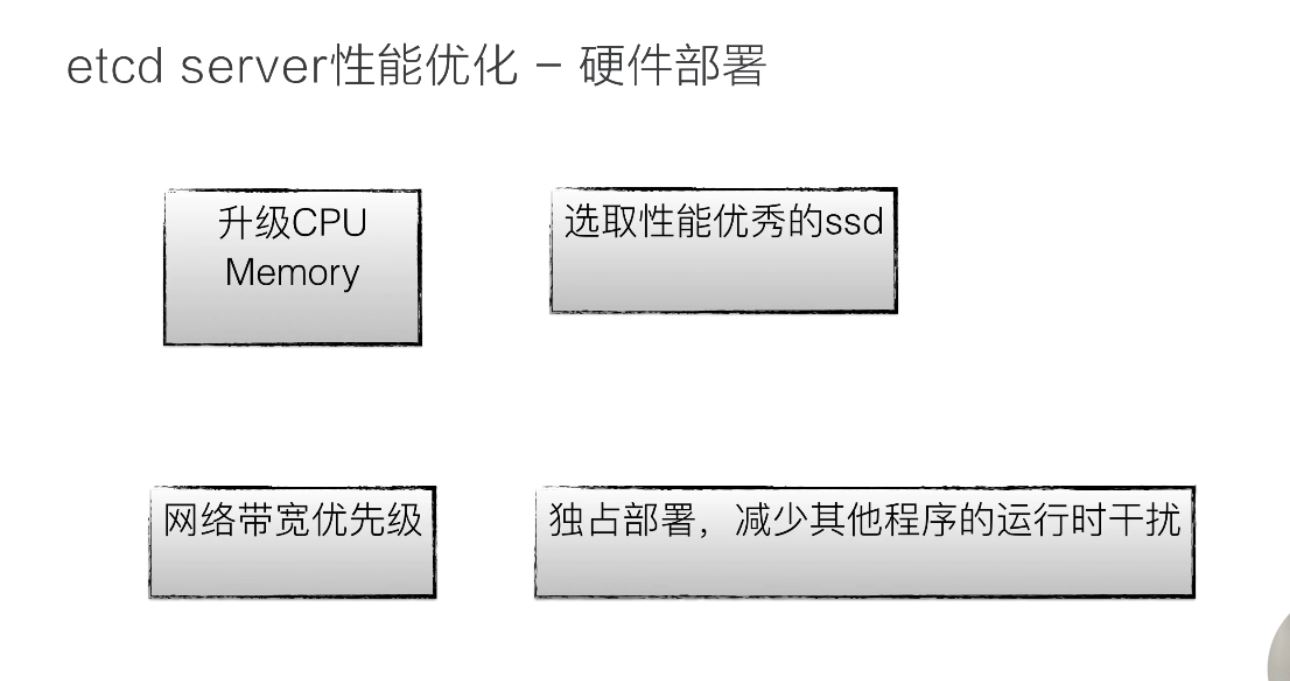 etcd server性能优化 – 硬件部署
升级CPU
Memory
选取性能优秀的ssd
网络带宽优先级
独占部署，减少其他程序的运行时干扰